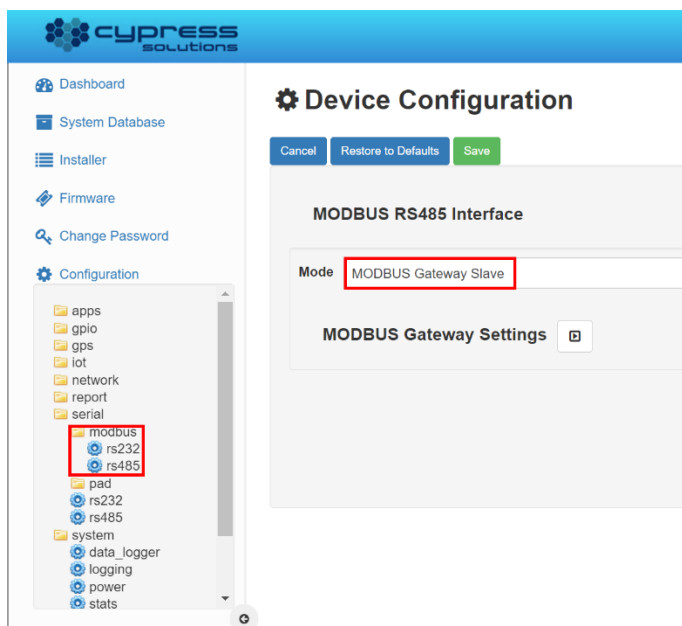 cypress
solutions
Dashboard
System Database
Installer
Firmware
Change Password
Configuration
apps
gpio
gps
iot
network
report
serial
modbus
rs232
rs485
pad
rs232
rs485
system
data_logger
logging
power
stats
Device Configuration
Cancel Restore to Defaults Save
MODBUS RS485 Interface
Mode MODBUS Gateway Slave
MODBUS Gateway Settings